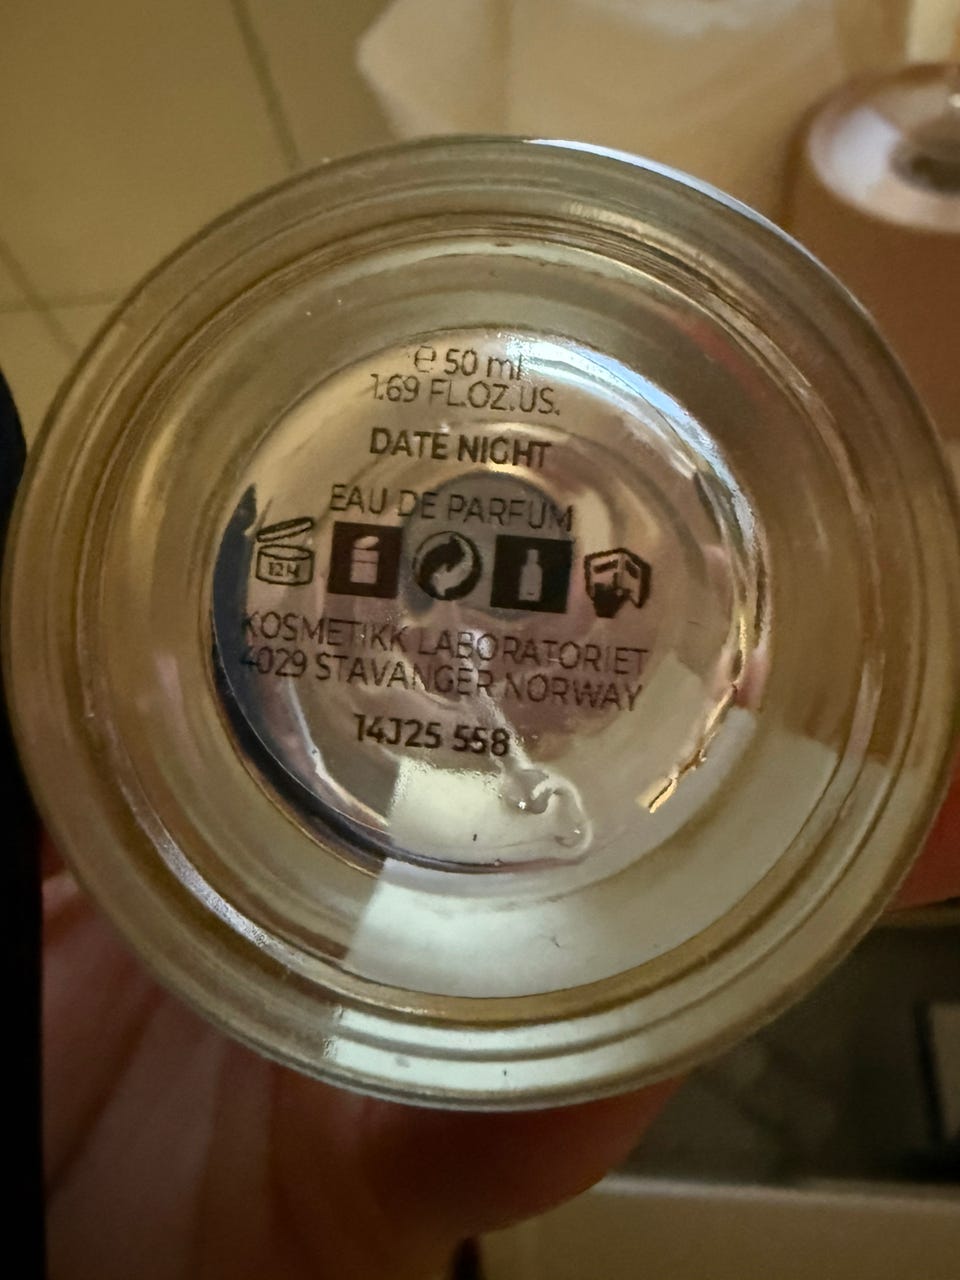 ℮ 50 ml
1.69 FL.OZ.US.
DATE NIGHT
EAU DE PARFUM
12M
KOSMETIKK LABORATORIET
4029 STAVANGER NORWAY
14J25 558